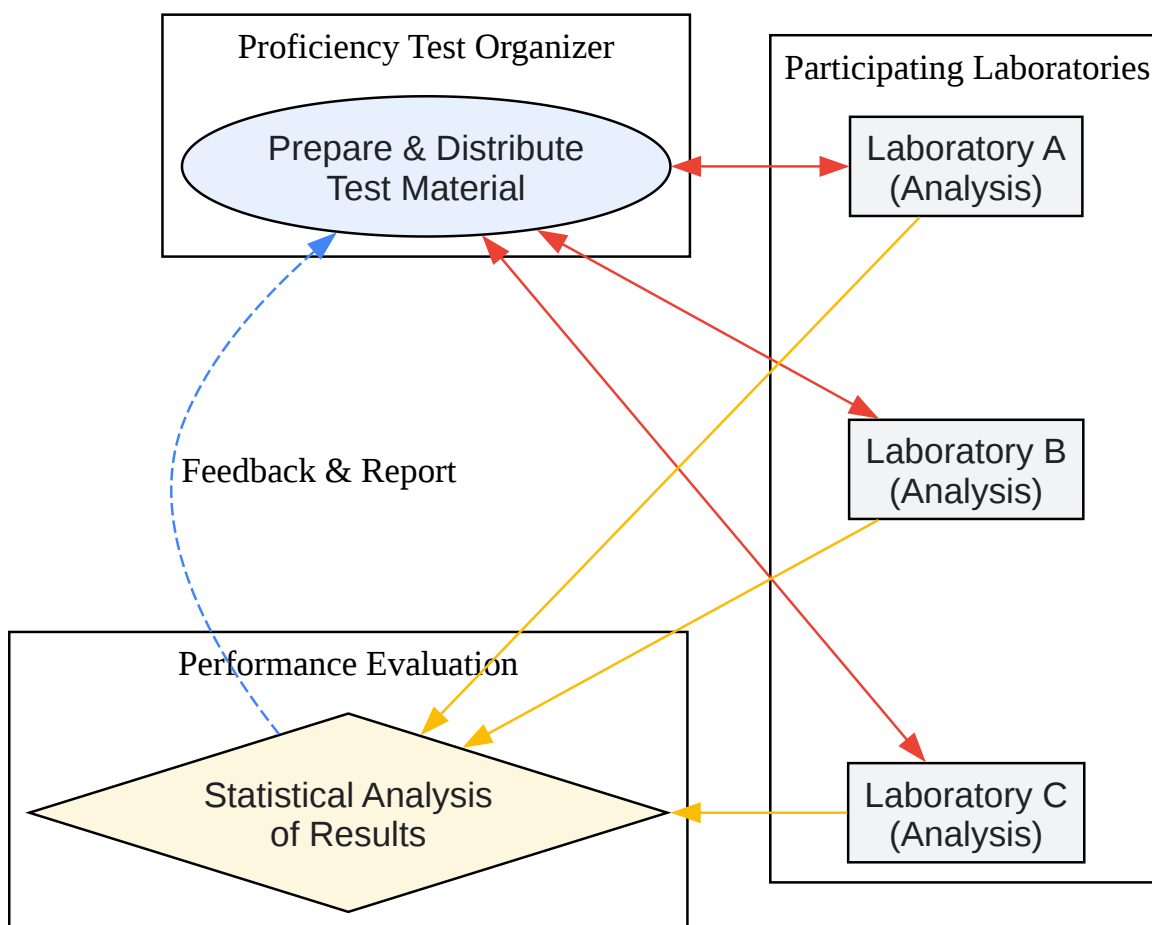 Proficiency Test Organizer
Prepare & Distribute
Test Material
Participating Laboratories
Laboratory A
(Analysis)
Laboratory B
(Analysis)
Feedback & Report
Performance Evaluation
Statistical Analysis
of Results
Laboratory C
(Analysis)